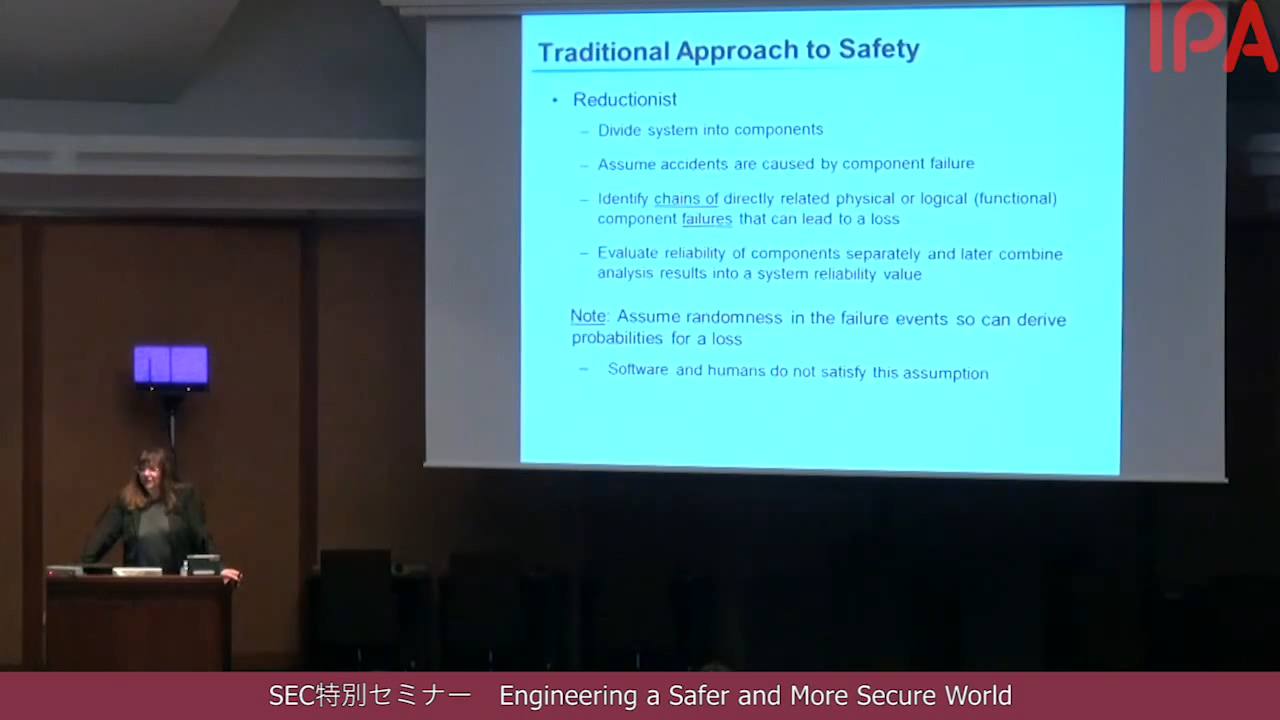 IPA
Traditional Approach to Safety
• Reductionist
– Divide system into components
– Assume accidents are caused by component failure
– Identify chains of directly related physical or logical (functional)
component failures that can lead to a loss
– Evaluate reliability of components separately and later combine
analysis results into a system reliability value
Note: Assume randomness in the failure events so can derive
probabilities for a loss
– Software and humans do not satisfy this assumption
SEC特別セミナー Engineering a Safer and More Secure World